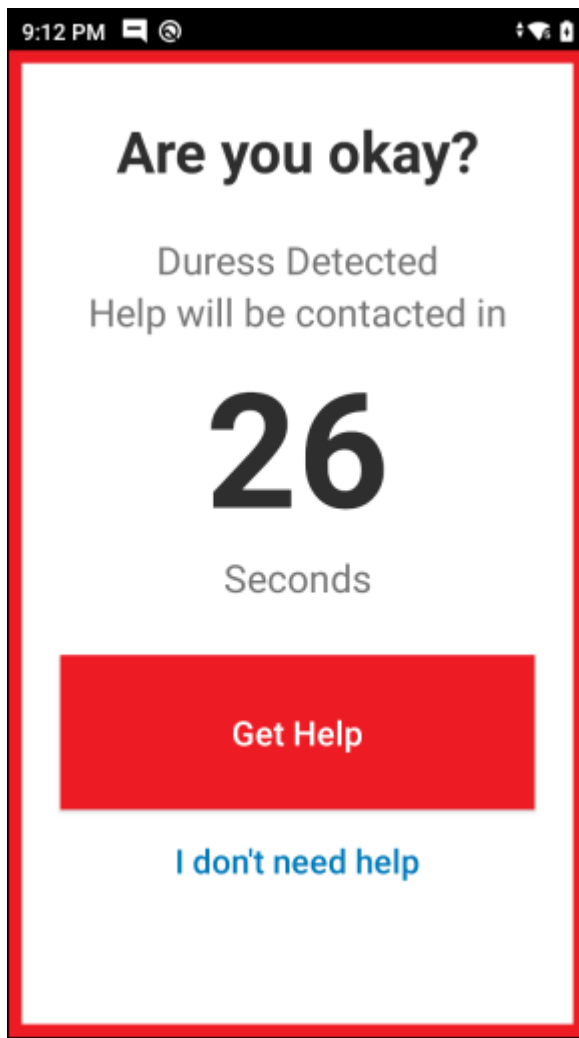 9:12 PM
Are you okay?
Duress Detected
Help will be contacted in
26
Seconds
Get Help
I don't need help